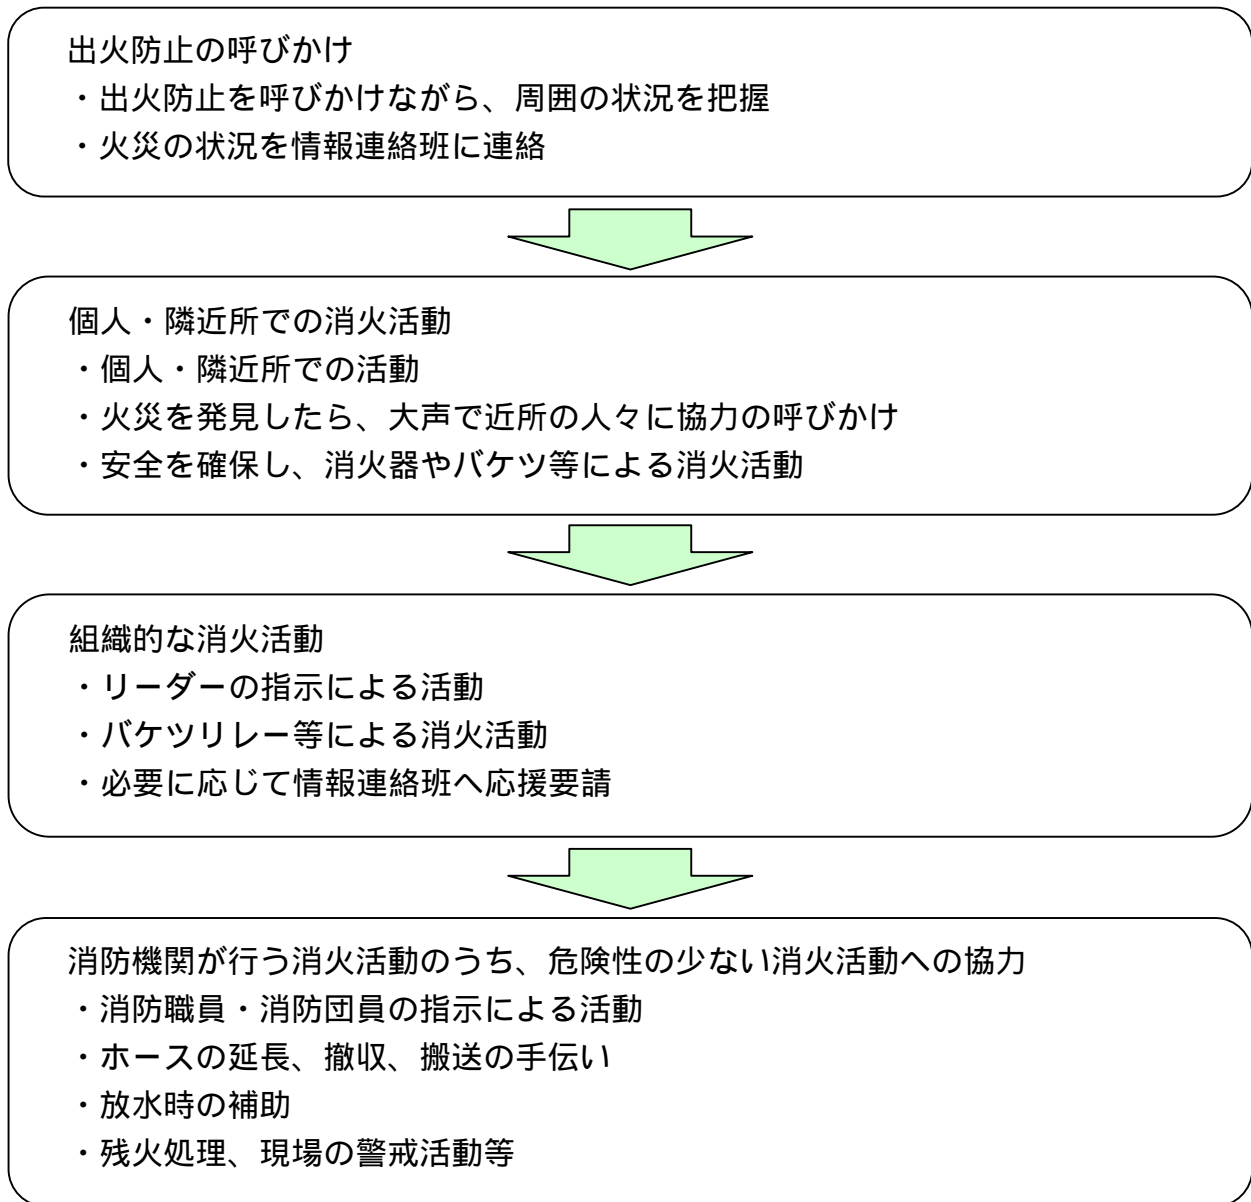 出火防止の呼びかけ
・出火防止を呼びかけながら、周囲の状況を把握
・火災の状況を情報連絡班に連絡
個人・隣近所での消火活動
・個人・隣近所での活動
・火災を発見したら、大声で近所の人々に協力の呼びかけ
・安全を確保し、消火器やバケツ等による消火活動
組織的な消火活動
・リーダーの指示による活動
・バケツリレー等による消火活動
・必要に応じて情報連絡班へ応援要請
消防機関が行う消火活動のうち、危険性の少ない消火活動への協力
・消防職員・消防団員の指示による活動
・ホースの延長、撤収、搬送の手伝い
・放水時の補助
・残火処理、現場の警戒活動等